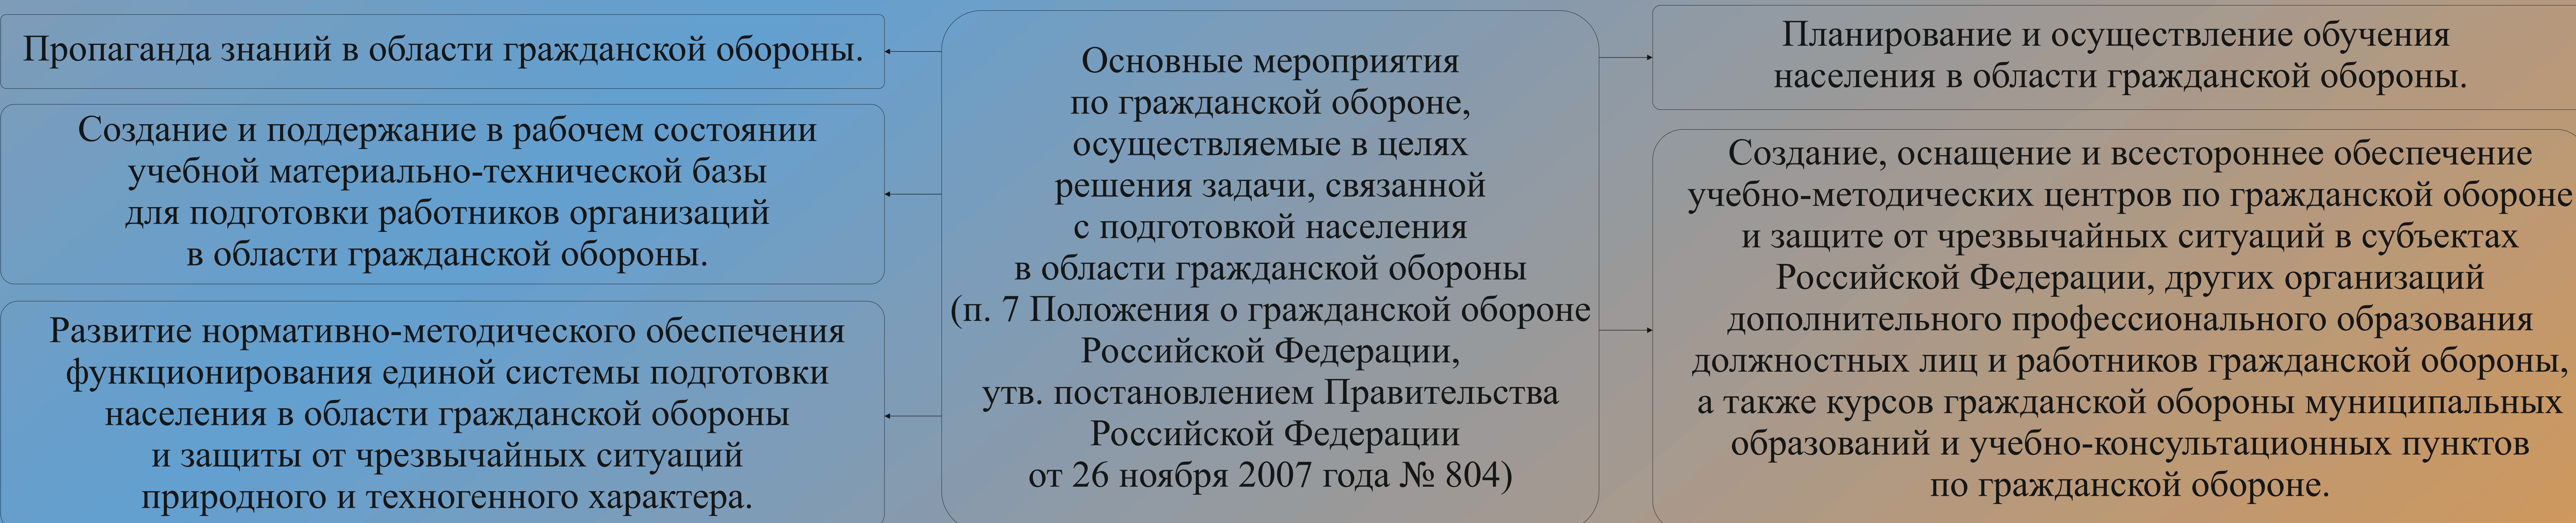 Пропаганда знаний в области гражданской обороны.
Создание и поддержание в рабочем состоянии
учебной материально-технической базы
для подготовки работников организаций
в области гражданской обороны.
Развитие нормативно-методического обеспечения
функционирования единой системы подготовки
населения в области гражданской обороны
и защиты от чрезвычайных ситуаций
природного и техногенного характера.
Основные мероприятия
по гражданской обороне,
осуществляемые в целях
решения задачи, связанной
с подготовкой населения
в области гражданской обороны
(п. 7 Положения о гражданской обороне
Российской Федерации,
утв. постановлением Правительства
Российской Федерации
от 26 ноября 2007 года № 804)
Планирование и осуществление обучения
населения в области гражданской обороны.
Создание, оснащение и всестороннее обеспечение
учебно-методических центров по гражданской обороне
и защите от чрезвычайных ситуаций в субъектах
Российской Федерации, других организаций
дополнительного профессионального образования
должностных лиц и работников гражданской обороны,
а также курсов гражданской обороны муниципальных
образований и учебно-консультационных пунктов
по гражданской обороне.